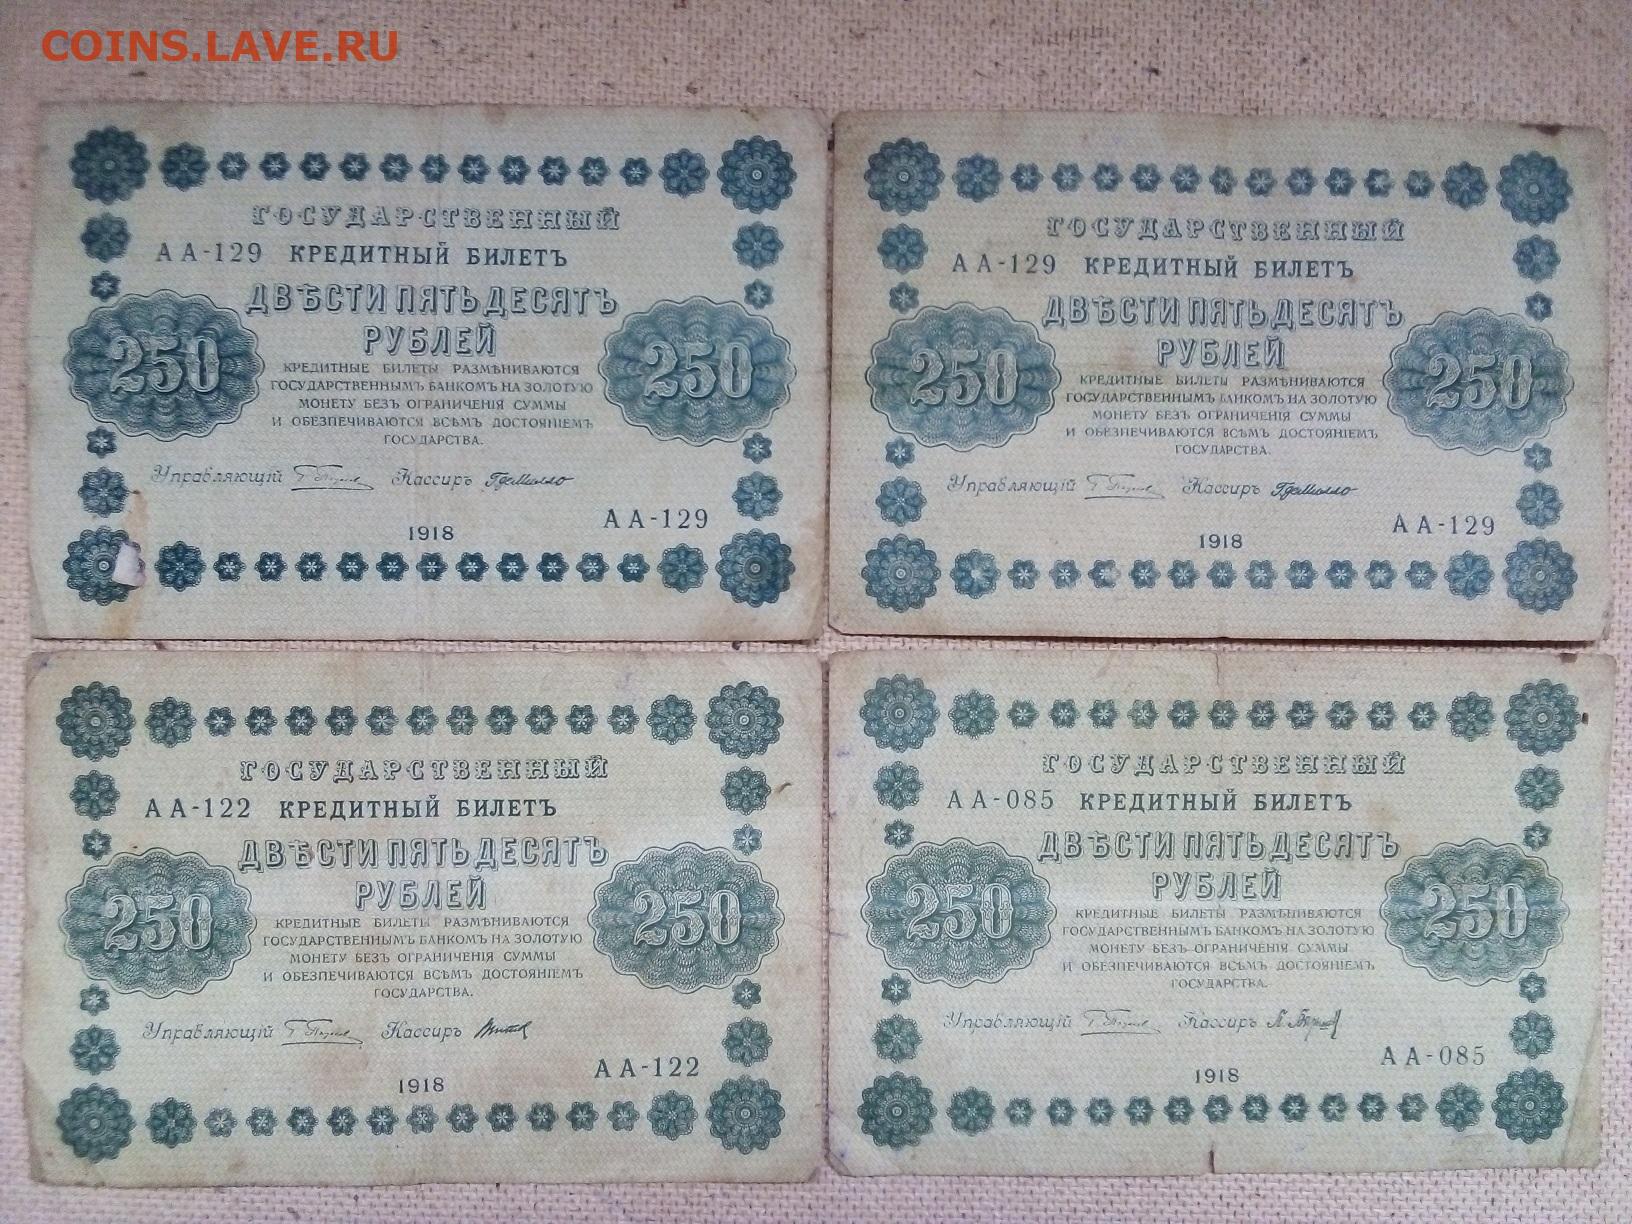 COINS.LAVE.RU
ГОСУДАРСТВЕННЫЙ
АА-129 КРЕДИТНЫЙ БИЛЕТЪ
ДВѢСТИ ПЯТЬДЕСЯТЪ
РУБЛЕЙ
250 250
КРЕДИТНЫЕ БИЛЕТЫ РАЗМѢНИВАЮТСЯ
ГОСУДАРСТВЕННЫМЪ БАНКОМЪ НА ЗОЛОТУЮ
МОНЕТУ БЕЗЪ ОГРАНИЧЕНІЯ СУММЫ
И ОБЕЗПЕЧИВАЮТСЯ ВСѢМЪ ДОСТОЯНІЕМЪ
ГОСУДАРСТВА.
Управляющій Кассиръ
АА-129
1918
ГОСУДАРСТВЕННЫЙ
АА-129 КРЕДИТНЫЙ БИЛЕТЪ
ДВѢСТИ ПЯТЬДЕСЯТЪ
РУБЛЕЙ
250 250
КРЕДИТНЫЕ БИЛЕТЫ РАЗМѢНИВАЮТСЯ
ГОСУДАРСТВЕННЫМЪ БАНКОМЪ НА ЗОЛОТУЮ
МОНЕТУ БЕЗЪ ОГРАНИЧЕНІЯ СУММЫ
И ОБЕЗПЕЧИВАЮТСЯ ВСѢМЪ ДОСТОЯНІЕМЪ
ГОСУДАРСТВА.
Управляющій Кассиръ
АА-129
1918
ГОСУДАРСТВЕННЫЙ
АА-122 КРЕДИТНЫЙ БИЛЕТЪ
ДВѢСТИ ПЯТЬДЕСЯТЪ
РУБЛЕЙ
250 250
КРЕДИТНЫЕ БИЛЕТЫ РАЗМѢНИВАЮТСЯ
ГОСУДАРСТВЕННЫМЪ БАНКОМЪ НА ЗОЛОТУЮ
МОНЕТУ БЕЗЪ ОГРАНИЧЕНІЯ СУММЫ
И ОБЕЗПЕЧИВАЮТСЯ ВСѢМЪ ДОСТОЯНІЕМЪ
ГОСУДАРСТВА.
Управляющій Кассиръ
АА-122
1918
ГОСУДАРСТВЕННЫЙ
АА-085 КРЕДИТНЫЙ БИЛЕТЪ
ДВѢСТИ ПЯТЬДЕСЯТЪ
РУБЛЕЙ
250 250
КРЕДИТНЫЕ БИЛЕТЫ РАЗМѢНИВАЮТСЯ
ГОСУДАРСТВЕННЫМЪ БАНКОМЪ НА ЗОЛОТУЮ
МОНЕТУ БЕЗЪ ОГРАНИЧЕНІЯ СУММЫ
И ОБЕЗПЕЧИВАЮТСЯ ВСѢМЪ ДОСТОЯНІЕМЪ
ГОСУДАРСТВА.
Управляющій Кассиръ
АА-085
1918